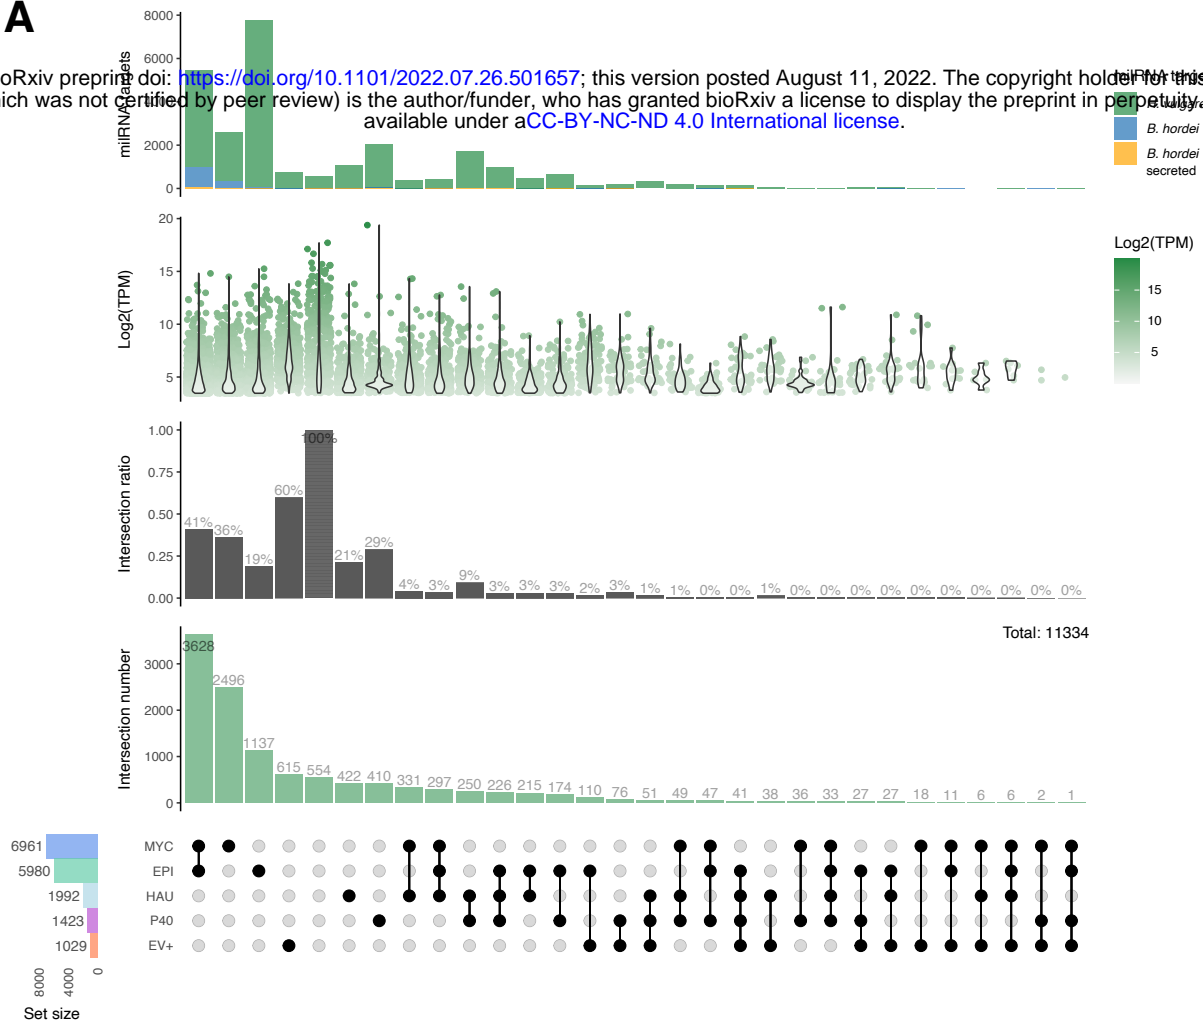 A
8000
6000
4000
2000
0
milRNA targets
oRxiv preprint doi: https://doi.org/10.1101/2022.07.26.501657; this version posted August 11, 2022. The copyright holder for this
hich was not certified by peer review) is the author/funder, who has granted bioRxiv a license to display the preprint in perpetuity.
available under aCC-BY-NC-ND 4.0 International license.
milRNA targe
H. vulgare
B. hordei
B. hordei
secreted
20
15
10
5
Log2(TPM)
Log2(TPM)
15
10
5
1.00
0.75
0.50
0.25
0.00
Intersection ratio
41% 36% 19% 60% 100% 21% 29% 4% 3% 9% 3% 3% 3% 2% 3% 1% 1% 0% 0% 1% 0% 0% 0% 0% 0% 0% 0% 0% 0% 0%
Total: 11334
3000
2000
1000
0
Intersection number
3628 2496 1137 615 554 422 410 331 297 250 226 215 174 110 76 51 49 47 41 38 36 33 27 27 18 11 6 6 2 1
6961 MYC
5980 EPI
1992 HAU
1423 P40
1029 EV+
8000 4000 0
Set size